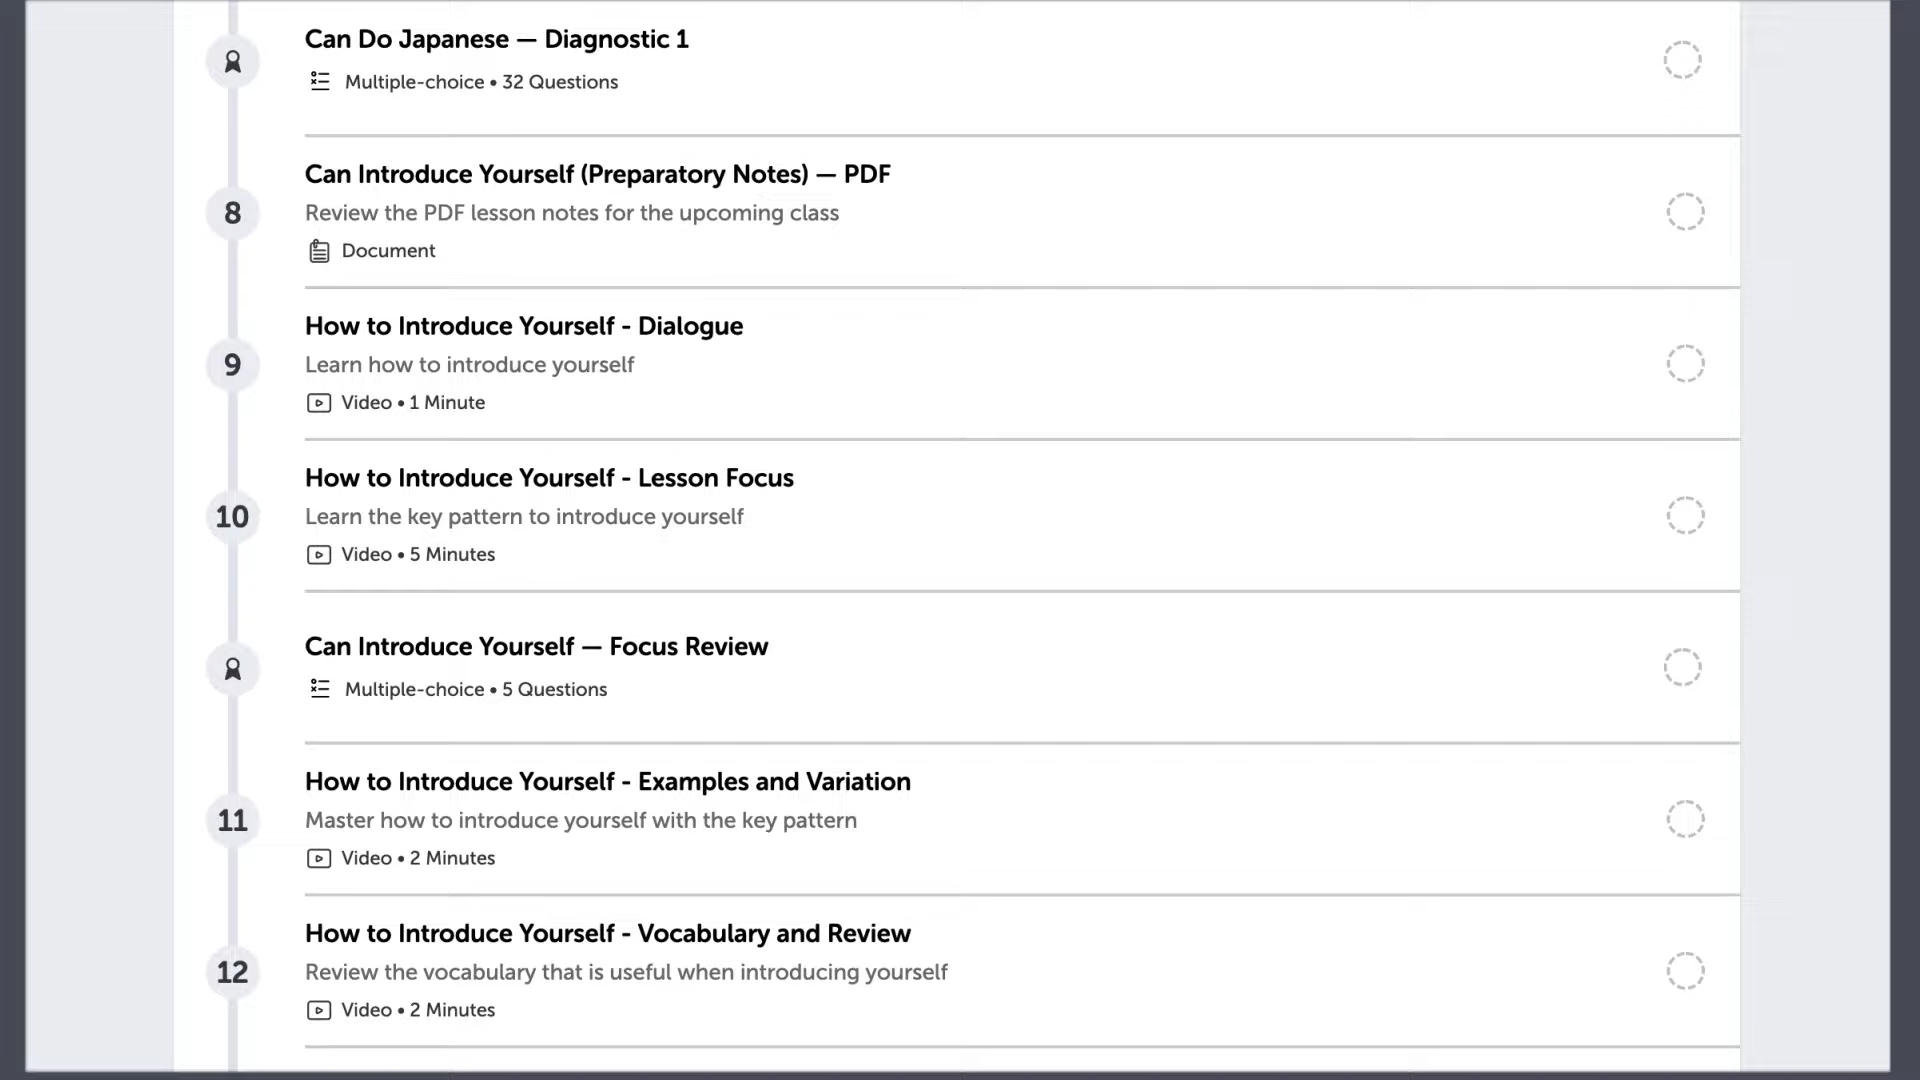 Can Do Japanese — Diagnostic 1
Multiple-choice • 32 Questions
8
Can Introduce Yourself (Preparatory Notes) — PDF
Review the PDF lesson notes for the upcoming class
Document
9
How to Introduce Yourself - Dialogue
Learn how to introduce yourself
Video • 1 Minute
10
How to Introduce Yourself - Lesson Focus
Learn the key pattern to introduce yourself
Video • 5 Minutes
Can Introduce Yourself — Focus Review
Multiple-choice • 5 Questions
11
How to Introduce Yourself - Examples and Variation
Master how to introduce yourself with the key pattern
Video • 2 Minutes
12
How to Introduce Yourself - Vocabulary and Review
Review the vocabulary that is useful when introducing yourself
Video • 2 Minutes